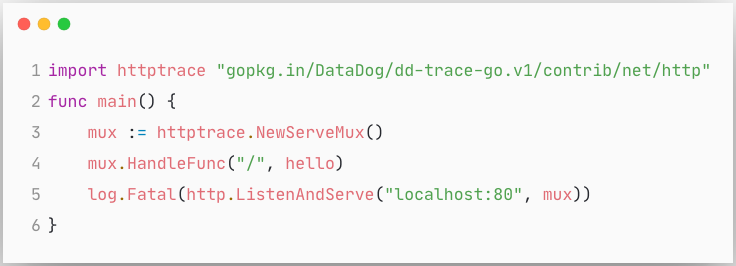 1 import httptrace "gopkg.in/DataDog/dd-trace-go.v1/contrib/net/http"
2 func main() {
3     mux := httptrace.NewServeMux()
4     mux.HandleFunc("/", hello)
5     log.Fatal(http.ListenAndServe("localhost:80", mux))
6 }